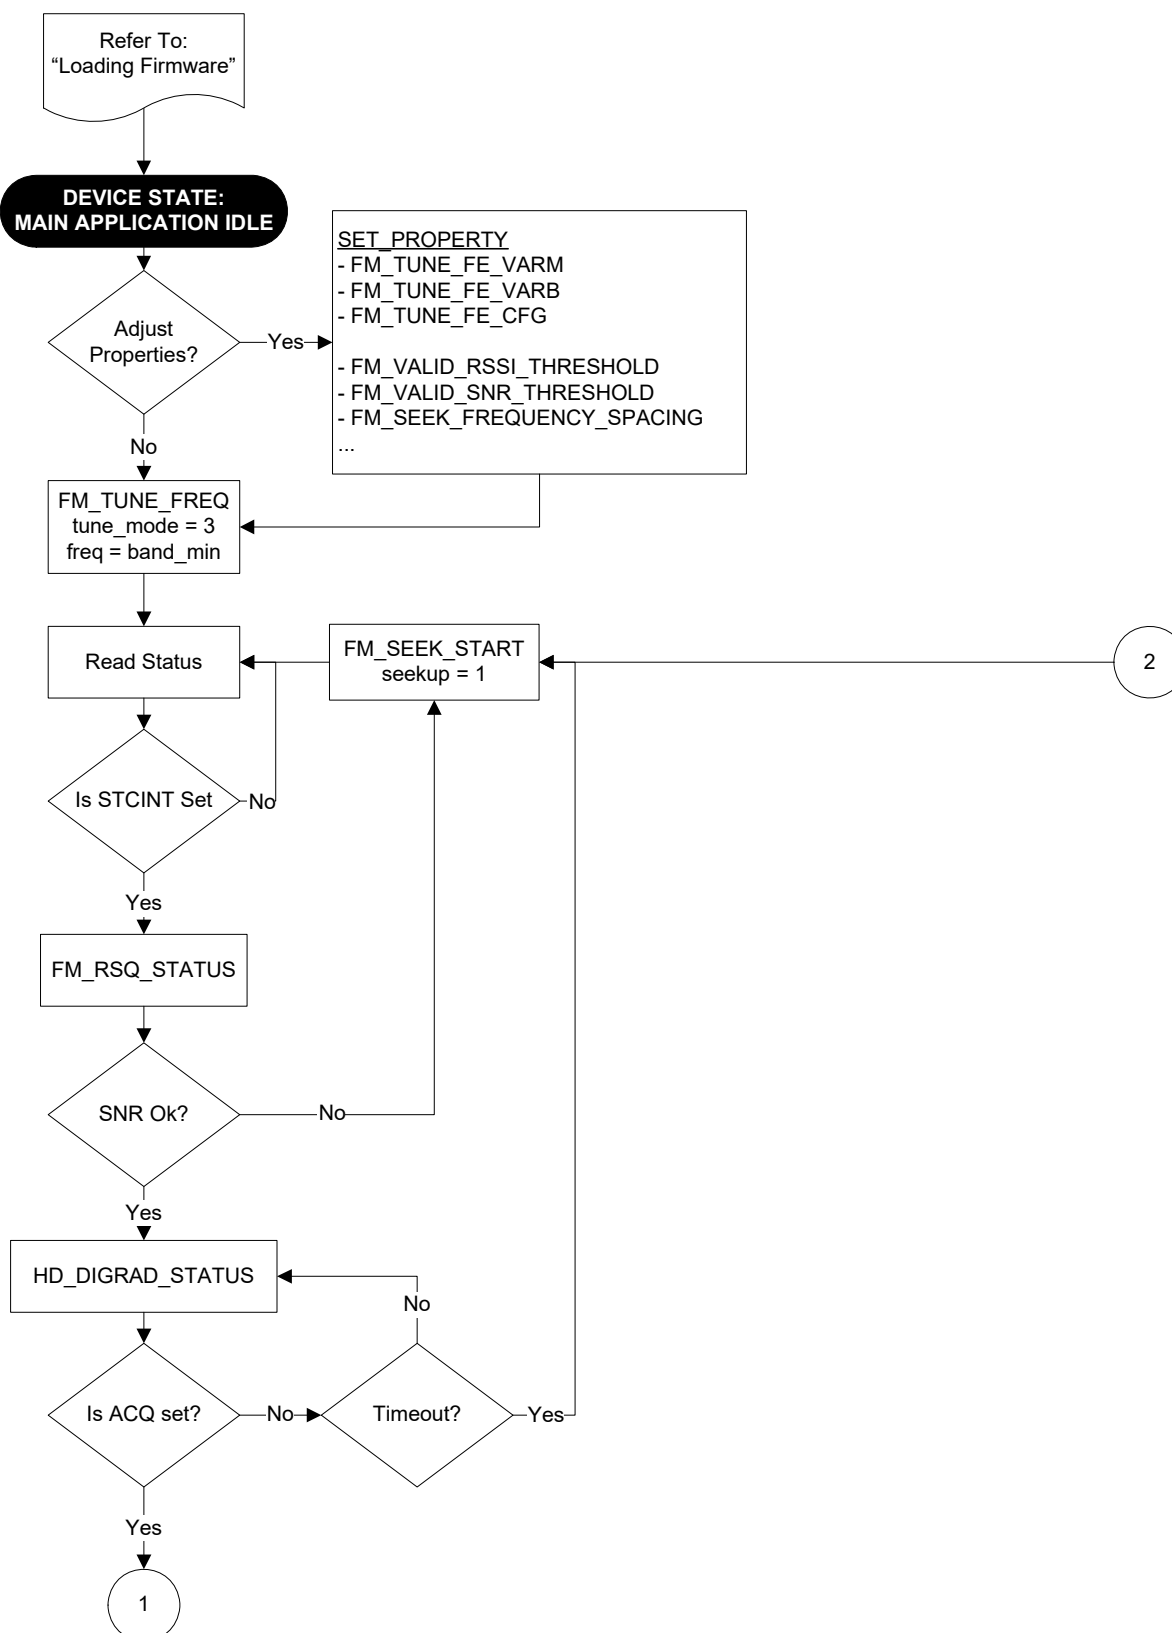 Refer To:
“Loading Firmware”
DEVICE STATE:
MAIN APPLICATION IDLE
Adjust
Properties?
Yes
SET_PROPERTY
- FM_TUNE_FE_VARM
- FM_TUNE_FE_VARB
- FM_TUNE_FE_CFG
- FM_VALID_RSSI_THRESHOLD
- FM_VALID_SNR_THRESHOLD
- FM_SEEK_FREQUENCY_SPACING
...
No
FM_TUNE_FREQ
tune_mode = 3
freq = band_min
Read Status
FM_SEEK_START
seekup = 1
2
Is STCINT Set
No
Yes
FM_RSQ_STATUS
SNR Ok?
No
Yes
HD_DIGRAD_STATUS
No
Is ACQ set?
No
Timeout?
Yes
Yes
1